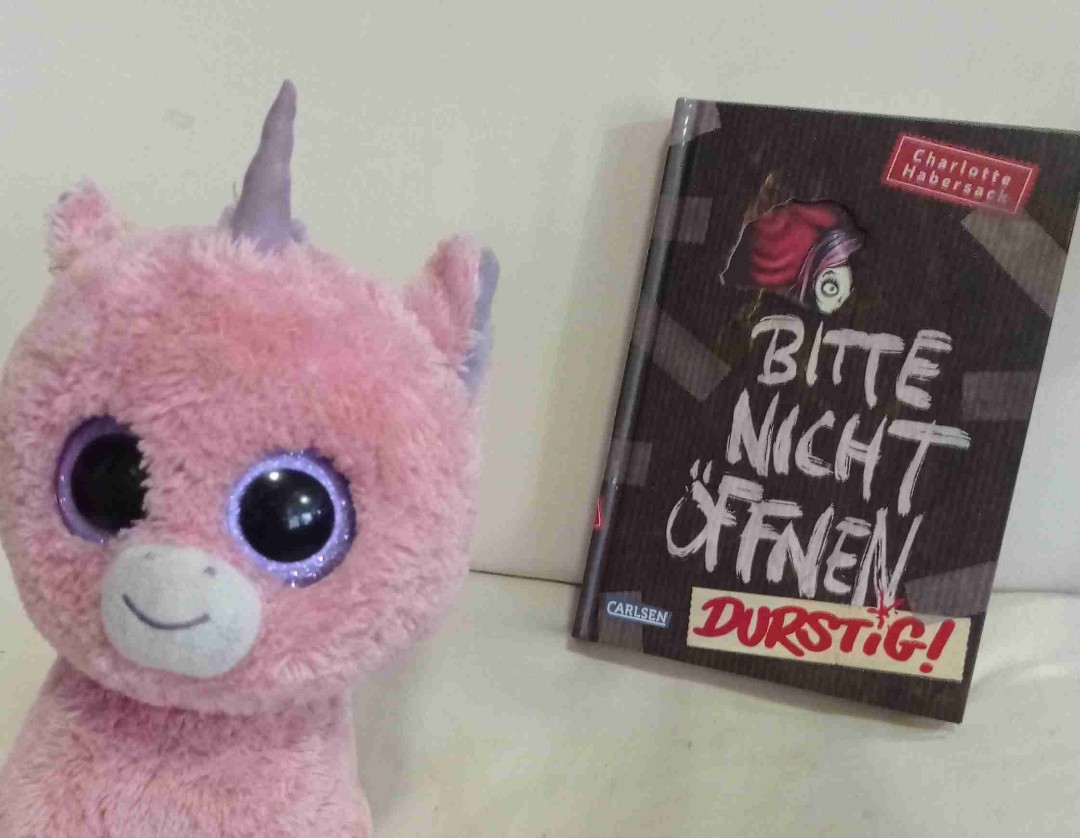 Charlotte
Habersack
BITTE
NICHT
ÖFFNEN
CARLSEN
DURSTiG!